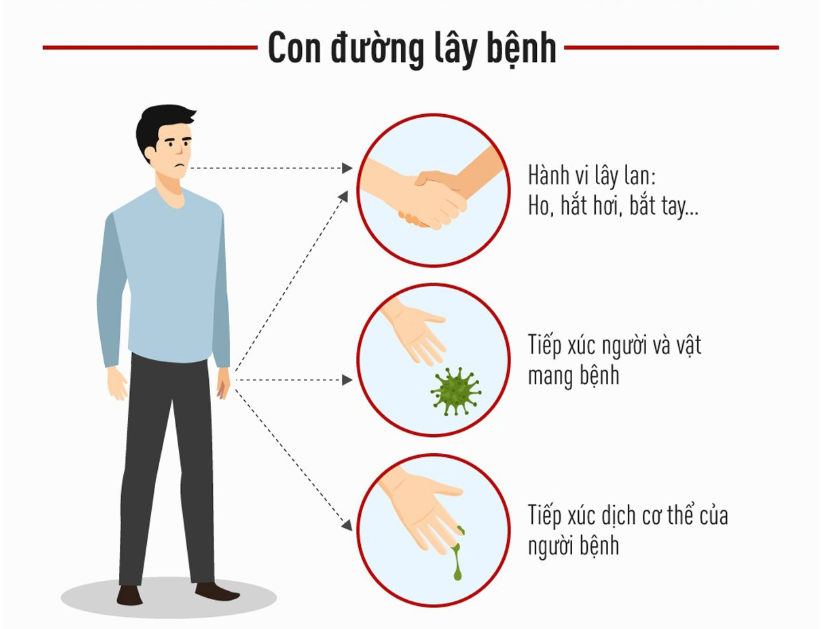 Con đường lây bệnh
Hành vi lây lan:
Ho, hắt hơi, bắt tay...
Tiếp xúc người và vật
mang bệnh
Tiếp xúc dịch cơ thể của
người bệnh